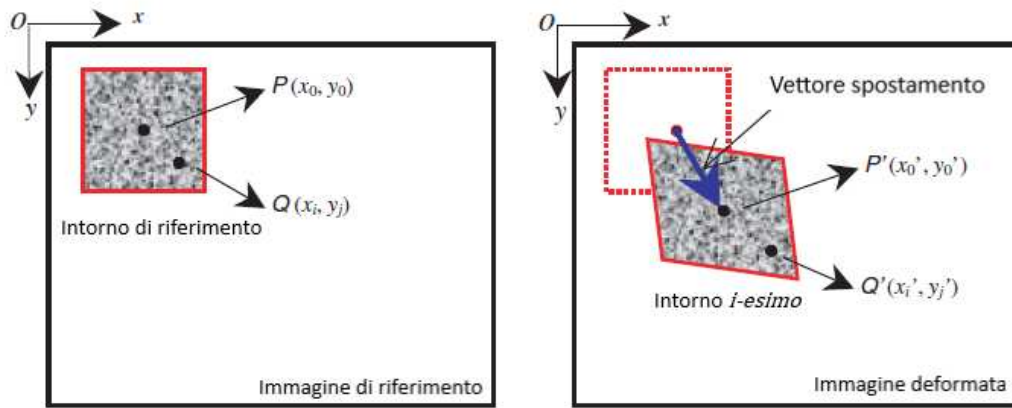 O x
y
P(x₀, y₀)
Q(xᵢ, yⱼ)
Intorno di riferimento
Immagine di riferimento
O x
y
Vettore spostamento
P'(x₀', y₀')
Q'(xᵢ', yⱼ')
Intorno i-esimo
Immagine deformata